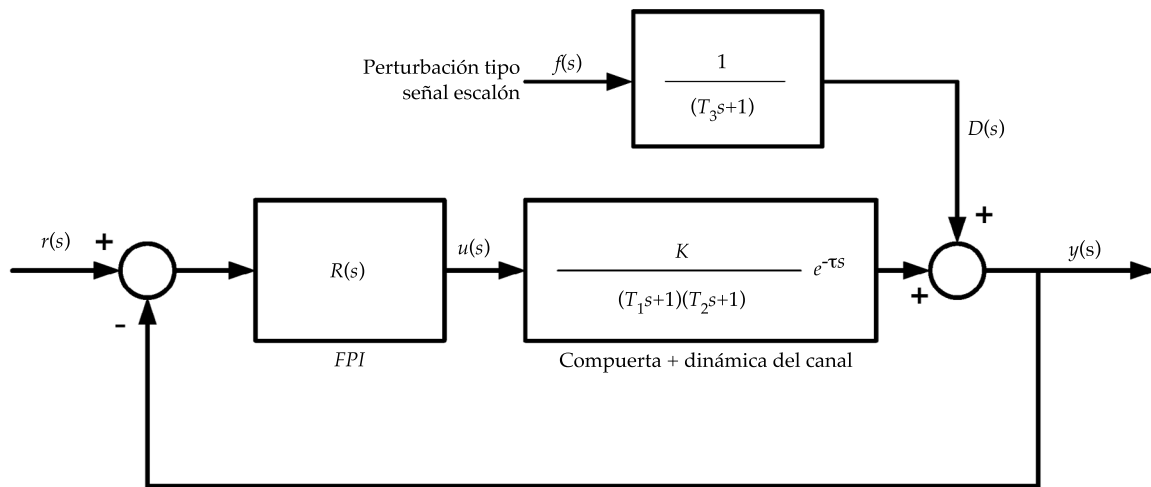 Perturbación tipo
señal escalón
f(s)
1
(T₃s+1)
D(s)
+
r(s)
+
-
R(s)
FPI
u(s)
K
(T₁s+1)(T₂s+1)
e^-τs
Compuerta + dinámica del canal
+
y(s)